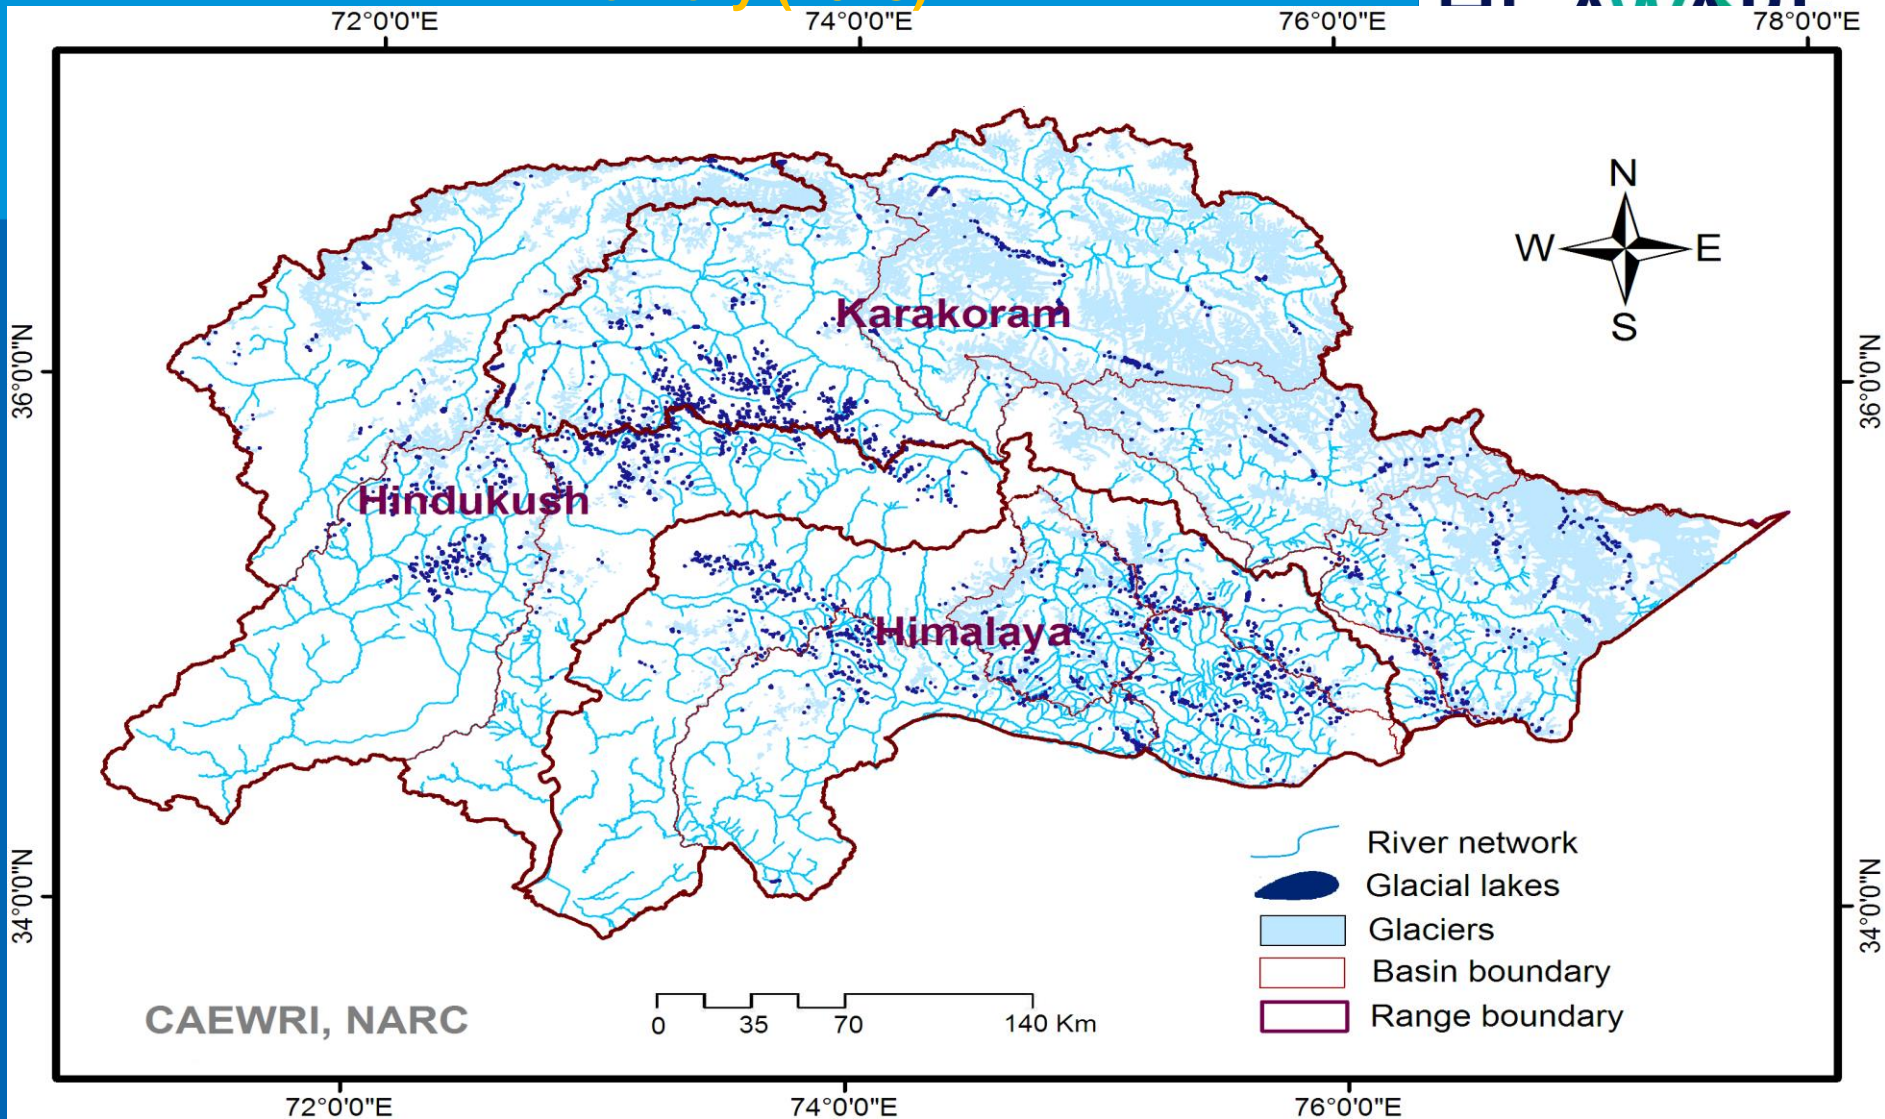 72°0'0"E 74°0'0"E 76°0'0"E 78°0'0"E
N
W E
S
Karakoram
36°0'0"N 36°0'0"N
Hindukush
Himalaya
34°0'0"N 34°0'0"N
River network
Glacial lakes
Glaciers
Basin boundary
Range boundary
CAEWRI, NARC
0 35 70 140 Km
72°0'0"E 74°0'0"E 76°0'0"E